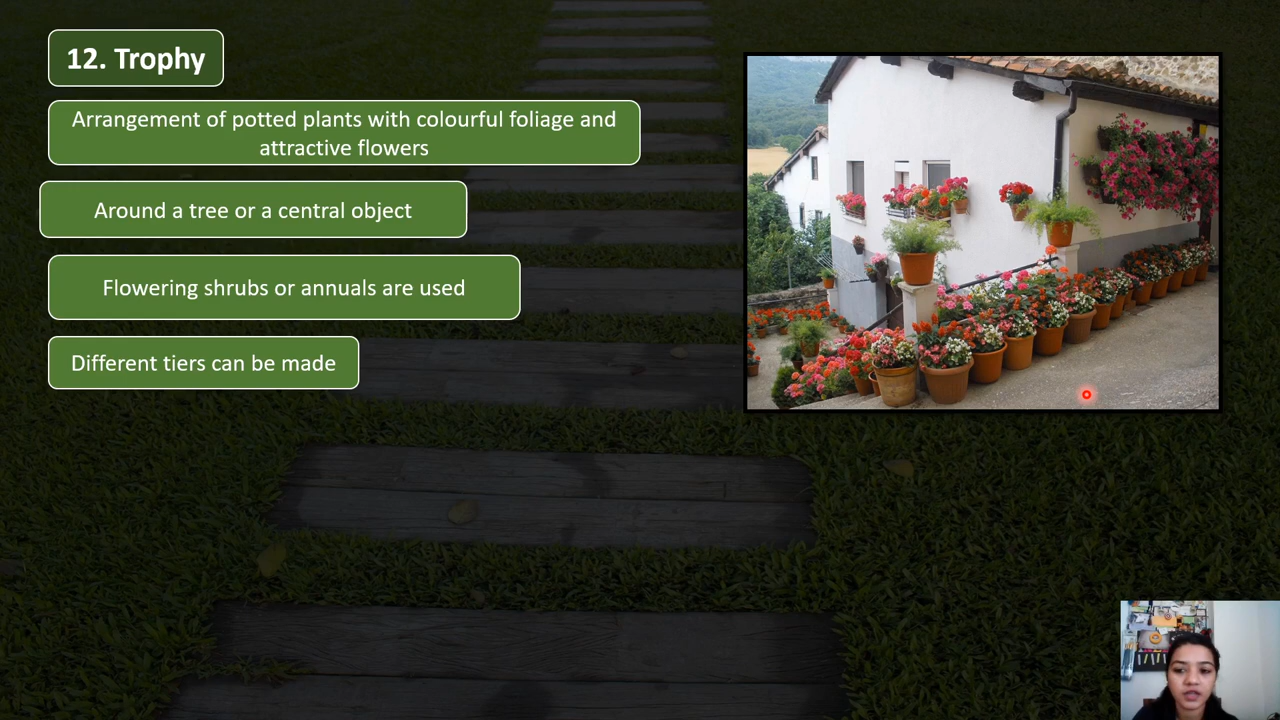 12. Trophy
Arrangement of potted plants with colourful foliage and
attractive flowers
Around a tree or a central object
Flowering shrubs or annuals are used
Different tiers can be made